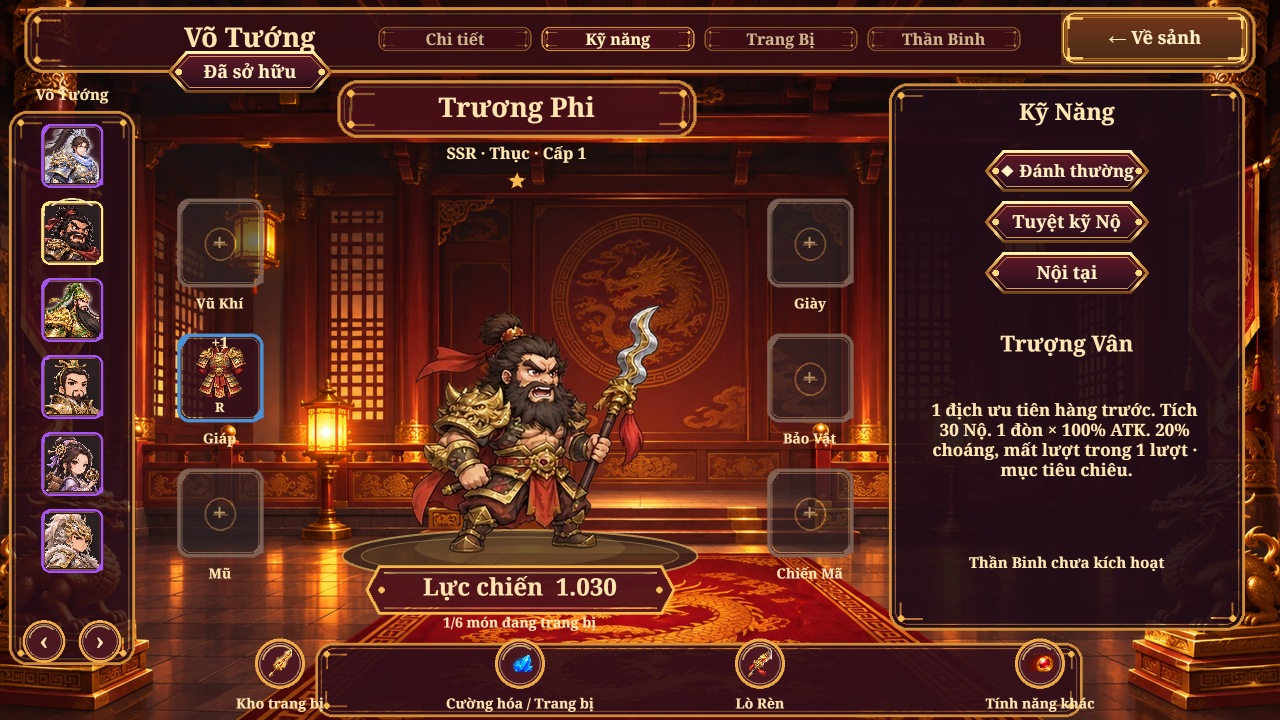 Võ Tướng
Chi tiết
Kỹ năng
Trang Bị
Thần Binh
← Về sảnh
Đã sở hữu
Võ Tướng
Trương Phi
SSR · Thục · Cấp 1
Kỹ Năng
◆ Đánh thường
Tuyệt kỹ Nộ
Nội tại
Vũ Khí
Giày
+1
R
Giáp
Bảo Vật
Mũ
Chiến Mã
Trượng Vân
1 địch ưu tiên hàng trước. Tích
30 Nộ. 1 đòn × 100% ATK. 20%
choáng, mất lượt trong 1 lượt ·
mục tiêu chiêu.
Thần Binh chưa kích hoạt
Lực chiến 1.030
1/6 món đang trang bị
‹
›
Kho trang bị
Cường hóa / Trang bị
Lò Rèn
Tính năng khác